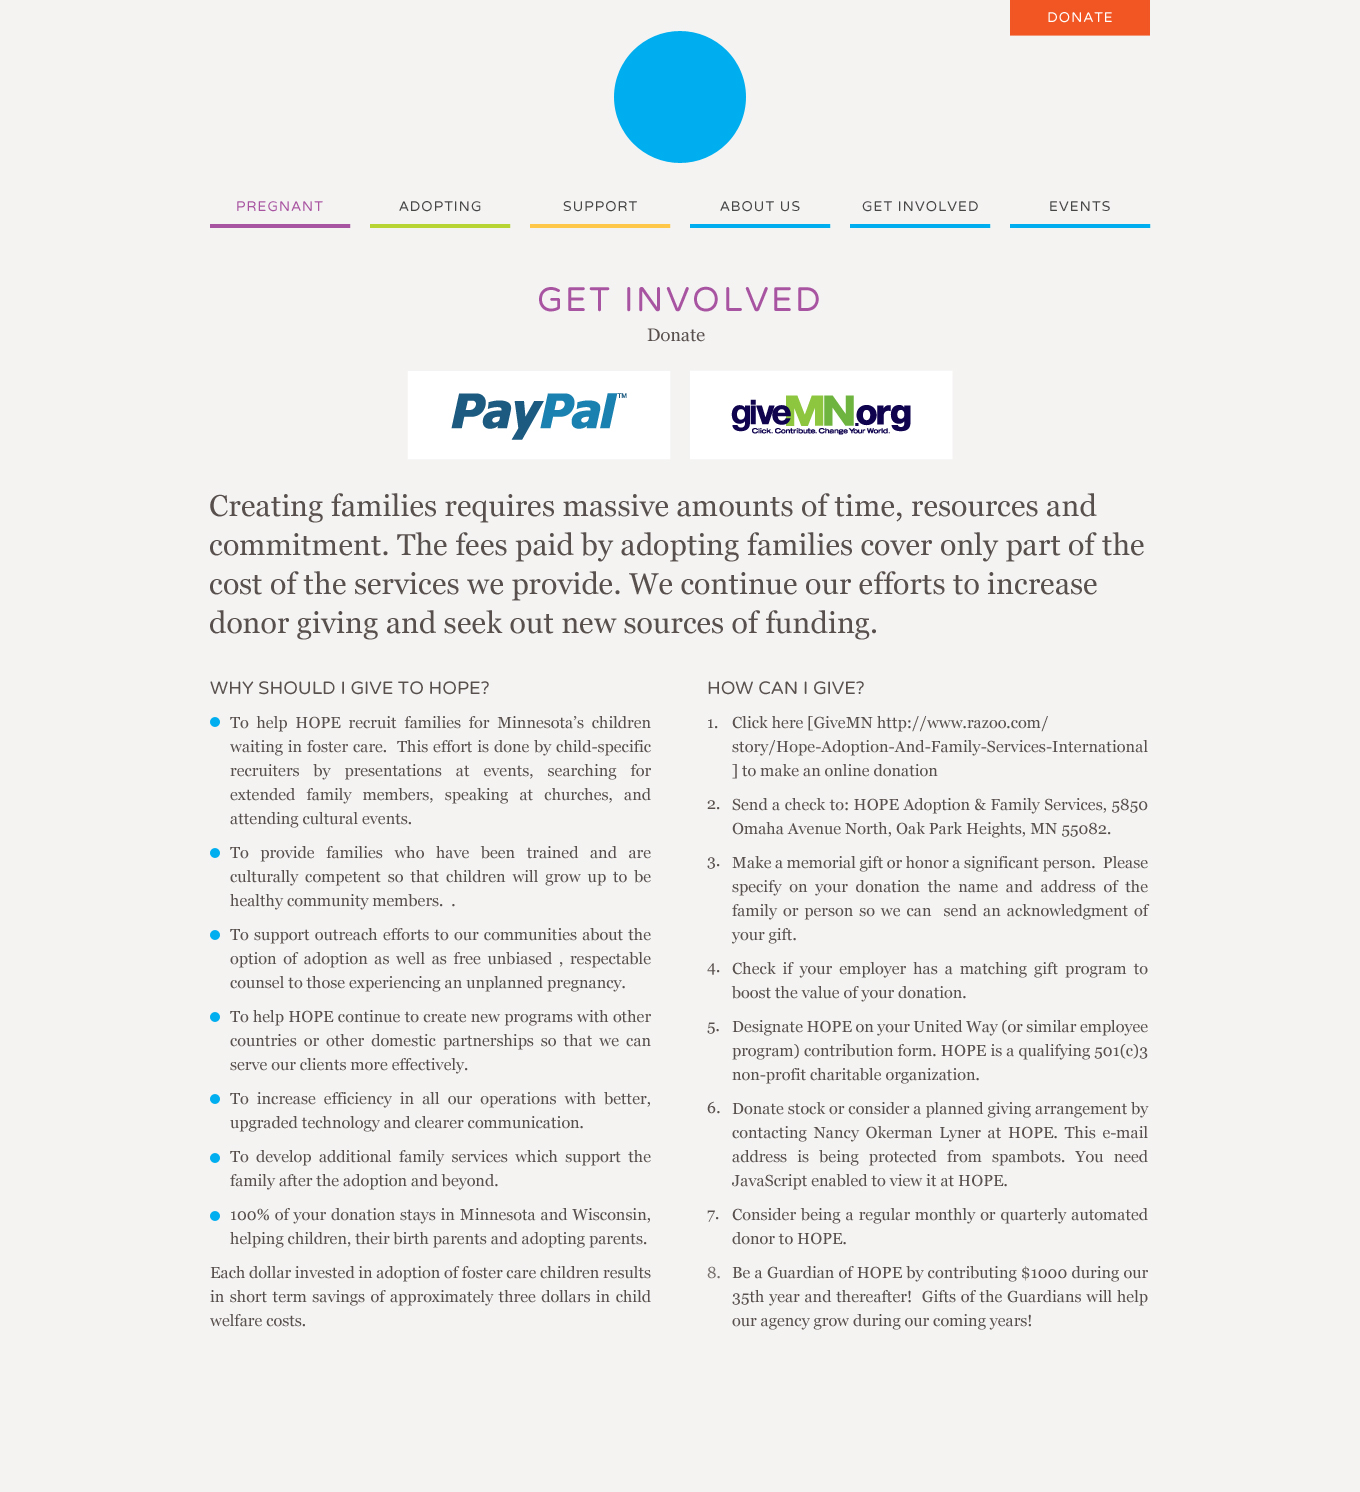 DONATE
PREGNANT ADOPTING SUPPORT ABOUT US GET INVOLVED EVENTS
GET INVOLVED
Donate
PayPal™
giveMN.org
Click. Contribute. Change Your World.
Creating families requires massive amounts of time, resources and
commitment. The fees paid by adopting families cover only part of the
cost of the services we provide. We continue our efforts to increase
donor giving and seek out new sources of funding.
WHY SHOULD I GIVE TO HOPE?
To help HOPE recruit families for Minnesota’s children
waiting in foster care.  This effort is done by child-specific
recruiters by presentations at events, searching for
extended family members, speaking at churches, and
attending cultural events.
To provide families who have been trained and are
culturally competent so that children will grow up to be
healthy community members.  .
To support outreach efforts to our communities about the
option of adoption as well as free unbiased , respectable
counsel to those experiencing an unplanned pregnancy.
To help HOPE continue to create new programs with other
countries or other domestic partnerships so that we can
serve our clients more effectively.
To increase efficiency in all our operations with better,
upgraded technology and clearer communication.
To develop additional family services which support the
family after the adoption and beyond.
100% of your donation stays in Minnesota and Wisconsin,
helping children, their birth parents and adopting parents.
Each dollar invested in adoption of foster care children results
in short term savings of approximately three dollars in child
welfare costs.
HOW CAN I GIVE?
1. Click here [GiveMN http://www.razoo.com/
story/Hope-Adoption-And-Family-Services-International
] to make an online donation
2. Send a check to: HOPE Adoption & Family Services, 5850
Omaha Avenue North, Oak Park Heights, MN 55082.
3. Make a memorial gift or honor a significant person.  Please
specify on your donation the name and address of the
family or person so we can  send an acknowledgment of
your gift.
4. Check if your employer has a matching gift program to
boost the value of your donation.
5. Designate HOPE on your United Way (or similar employee
program) contribution form. HOPE is a qualifying 501(c)3
non-profit charitable organization.
6. Donate stock or consider a planned giving arrangement by
contacting Nancy Okerman Lyner at HOPE. This e-mail
address is being protected from spambots. You need
JavaScript enabled to view it at HOPE.
7. Consider being a regular monthly or quarterly automated
donor to HOPE.
8. Be a Guardian of HOPE by contributing $1000 during our
35th year and thereafter!  Gifts of the Guardians will help
our agency grow during our coming years!